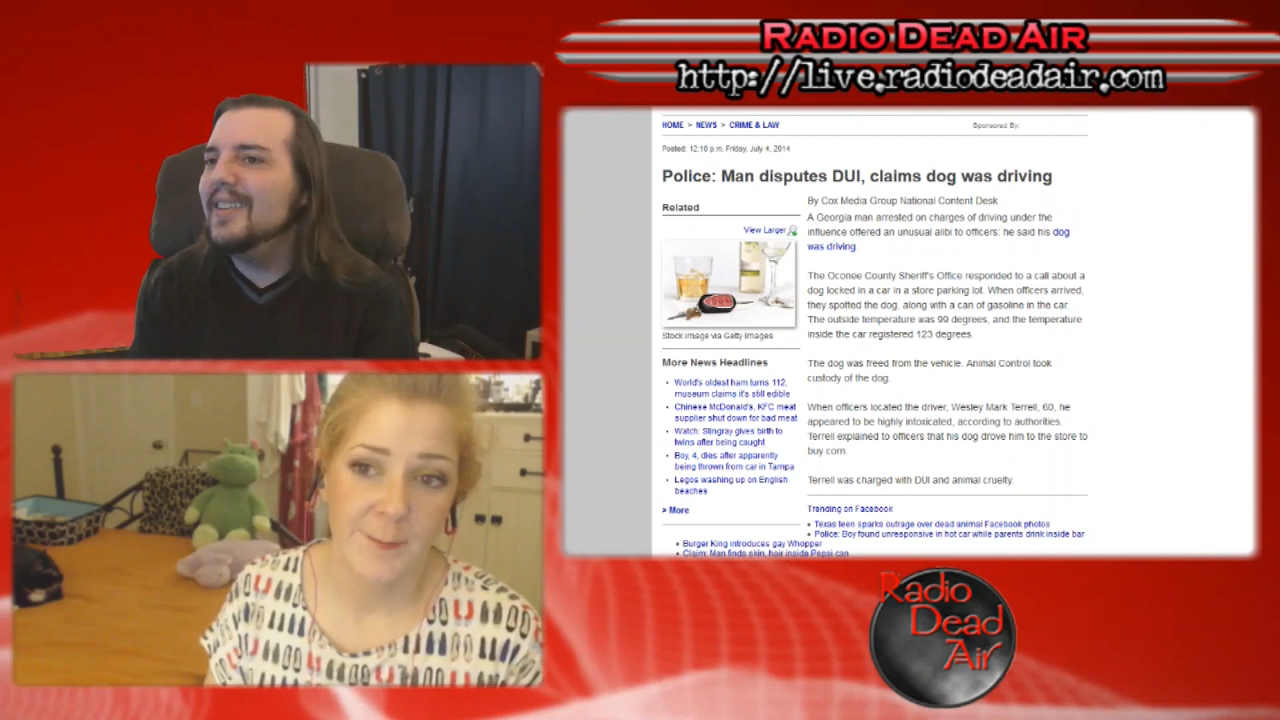 Radio Dead Air
http://live.radiodeadair.com
HOME > NEWS > CRIME & LAW
Sponsored By:
Posted: 12:10 p.m. Friday, July 4, 2014
Police: Man disputes DUI, claims dog was driving
Related
View Larger
Stock image via Getty Images
More News Headlines
World's oldest ham turns 112,
museum claims it's still edible
Chinese McDonald's, KFC meat
supplier shut down for bad meat
Watch: Stingray gives birth to
twins after being caught
Boy, 4, dies after apparently
being thrown from car in Tampa
Legos washing up on English
beaches
> More
By Cox Media Group National Content Desk
A Georgia man arrested on charges of driving under the
influence offered an unusual alibi to officers: he said his dog
was driving.
The Oconee County Sheriff's Office responded to a call about a
dog locked in a car in a store parking lot. When officers arrived,
they spotted the dog, along with a can of gasoline in the car.
The outside temperature was 99 degrees, and the temperature
inside the car registered 123 degrees.
The dog was freed from the vehicle. Animal Control took
custody of the dog.
When officers located the driver, Wesley Mark Terrell, 60, he
appeared to be highly intoxicated, according to authorities.
Terrell explained to officers that his dog drove him to the store to
buy corn.
Terrell was charged with DUI and animal cruelty.
Trending on Facebook
Texas teen sparks outrage over dead animal Facebook photos
Police: Boy found unresponsive in hot car while parents drink inside bar
Burger King introduces gay Whopper
Claim: Man finds skin, hair inside Pepsi can
Radio
Dead
Air